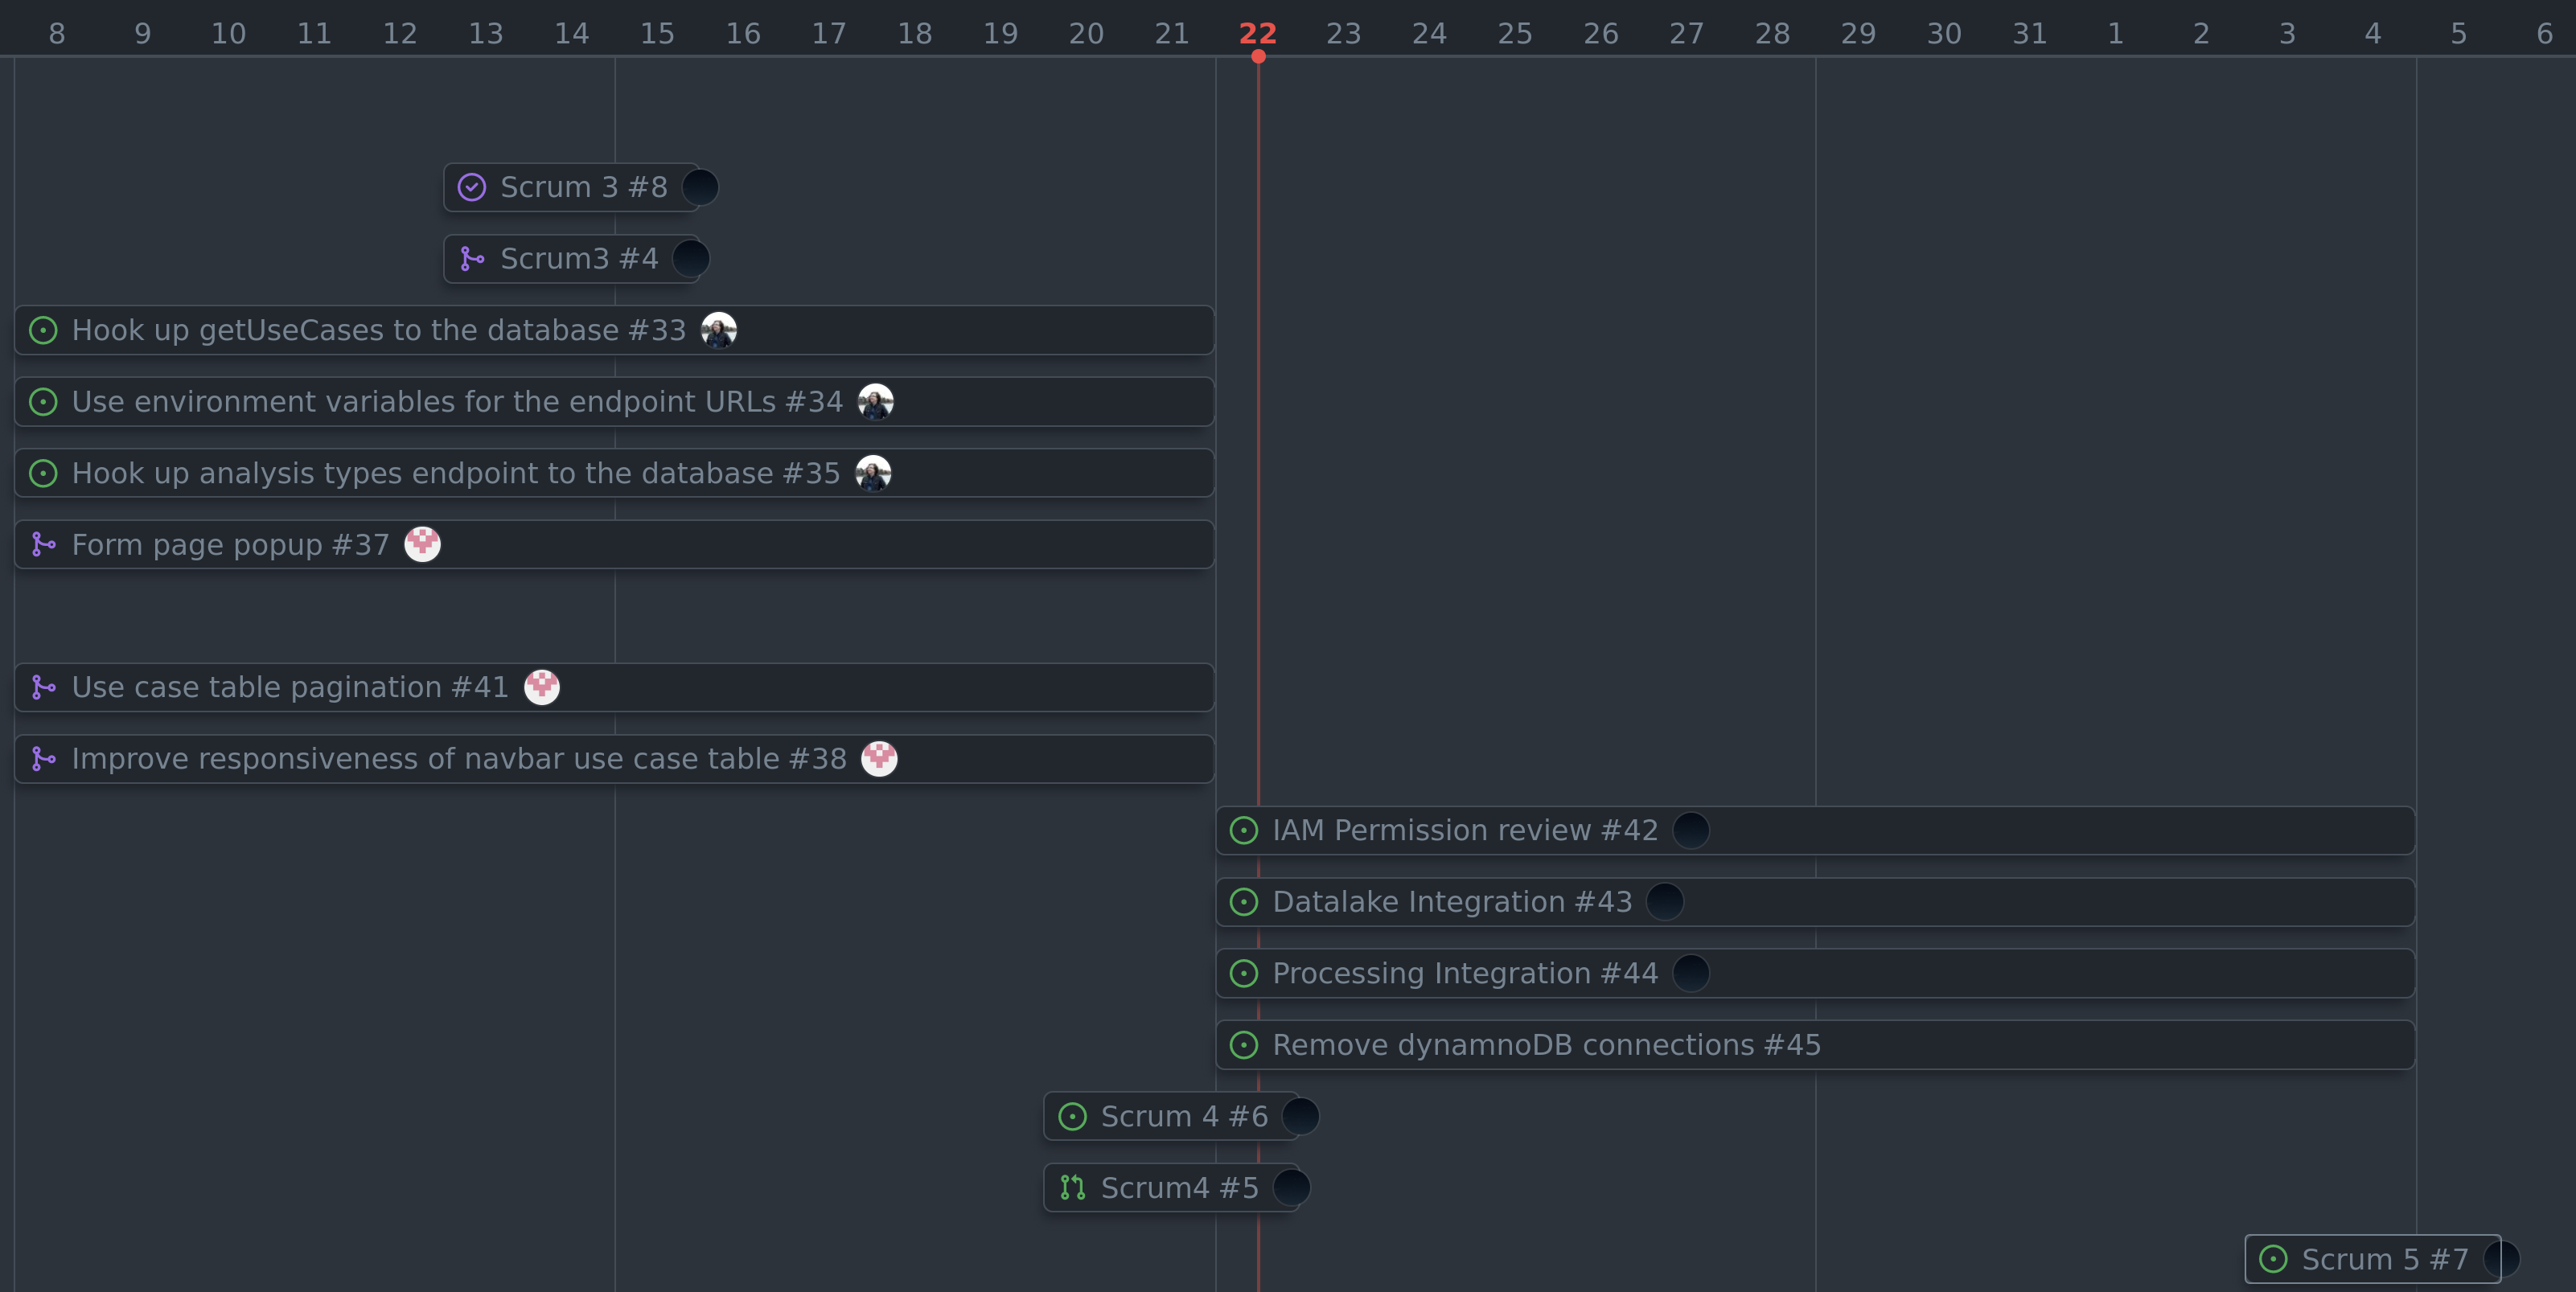 8 9 10 11 12 13 14 15 16 17 18 19 20 21 22 23 24 25 26 27 28 29 30 31 1 2 3 4 5 6
Scrum 3 #8
Scrum3 #4
Hook up getUseCases to the database #33
Use environment variables for the endpoint URLs #34
Hook up analysis types endpoint to the database #35
Form page popup #37
Use case table pagination #41
Improve responsiveness of navbar use case table #38
IAM Permission review #42
Datalake Integration #43
Processing Integration #44
Remove dynamnoDB connections #45
Scrum 4 #6
Scrum4 #5
Scrum 5 #7